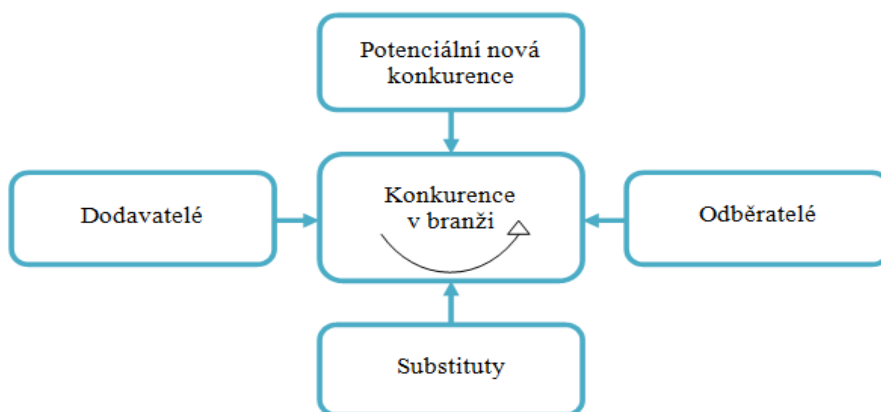 Potenciální nová
konkurence
Dodavatelé
Konkurence
v branži
Odběratelé
Substituty